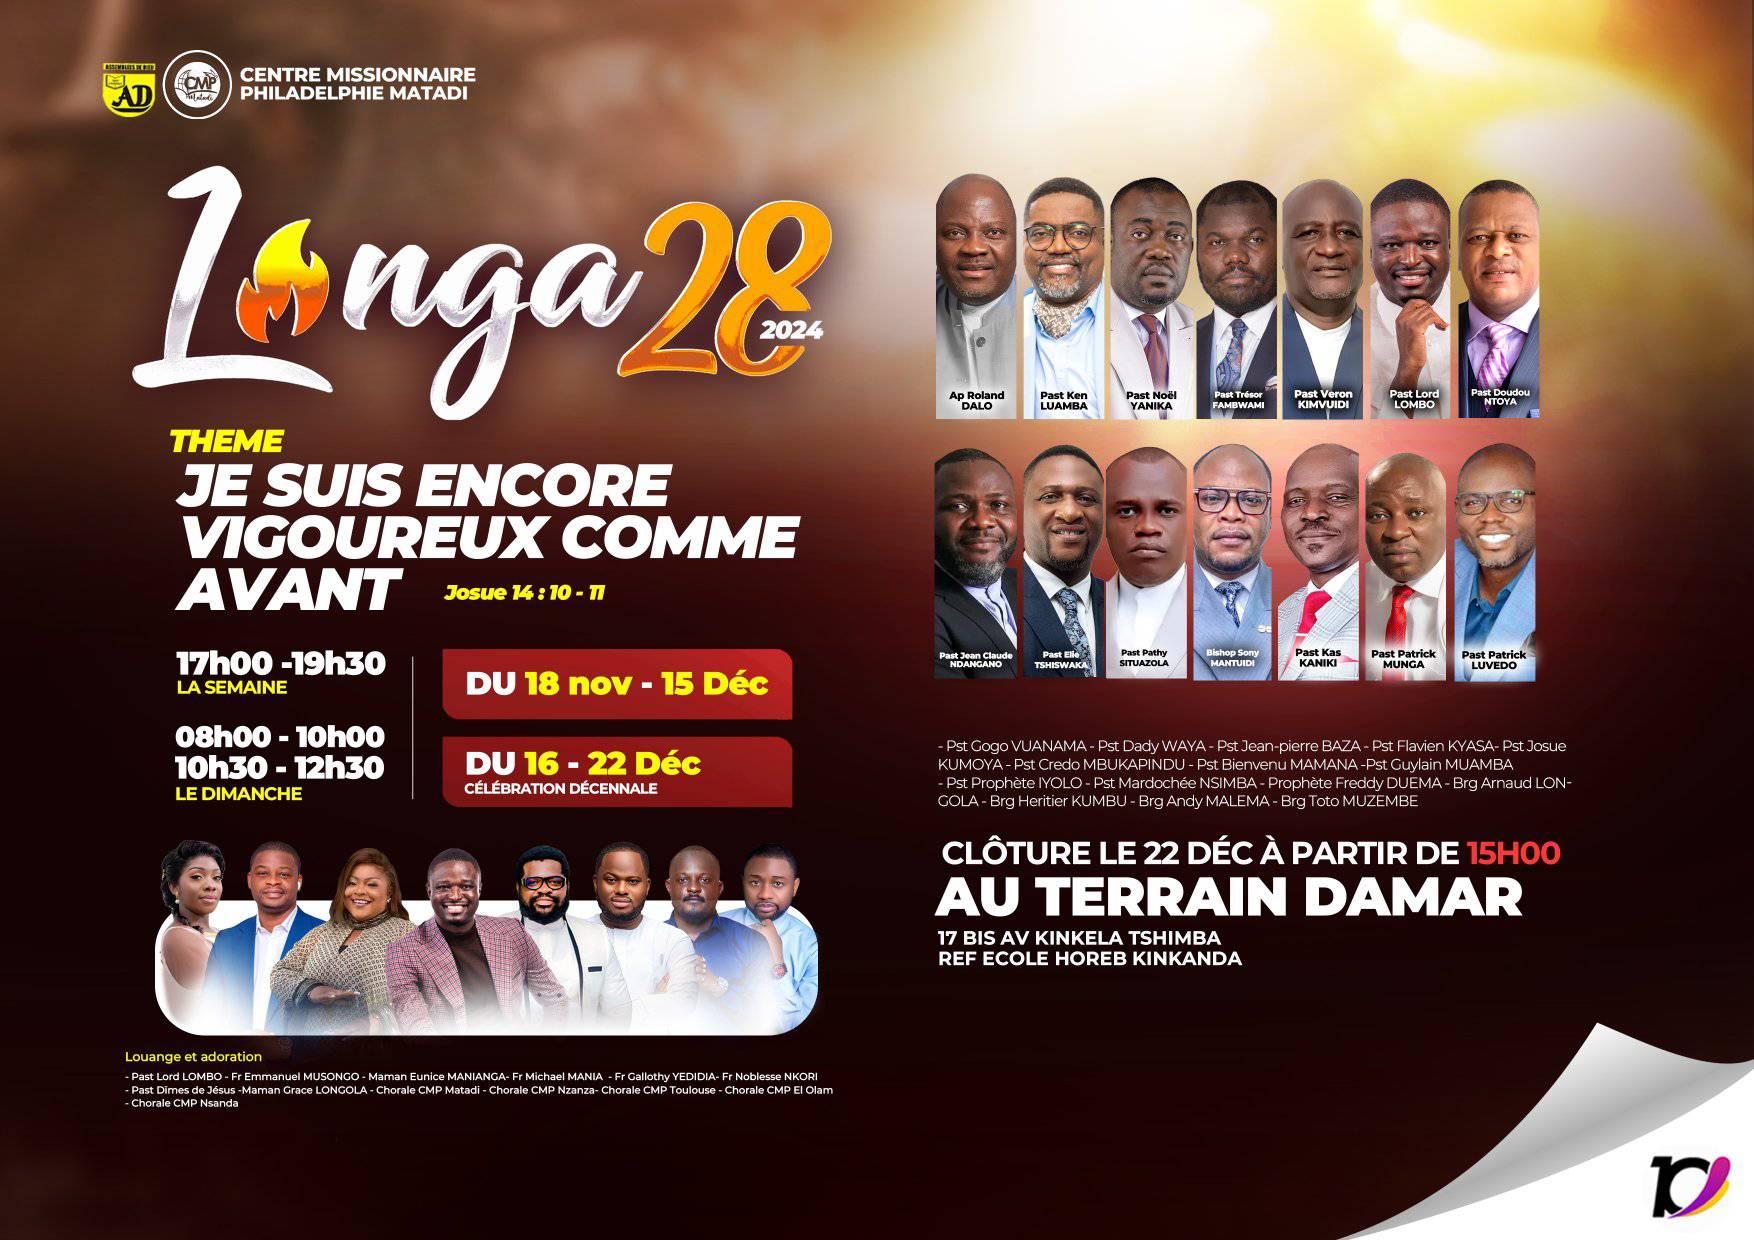 ASSEMBLEES DE DIEU
AD
CMP
Matadi
CENTRE MISSIONNAIRE
PHILADELPHIE MATADI
Longa 28
2024
THEME
JE SUIS ENCORE
VIGOUREUX COMME
AVANT
Josue 14 : 10 - 11
17h00 -19h30
LA SEMAINE
08h00 - 10h00
10h30 - 12h30
LE DIMANCHE
DU 18 nov - 15 Déc
DU 16 - 22 Déc
CÉLÉBRATION DÉCENNALE
Louange et adoration
- Past Lord LOMBO - Fr Emmanuel MUSONGO - Maman Eunice MANIANGA- Fr Michael MANIA - Fr Gallothy YEDIDIA- Fr Noblesse NKORI
- Past Dimes de Jésus -Maman Grace LONGOLA - Chorale CMP Matadi - Chorale CMP Nzanza- Chorale CMP Toulouse - Chorale CMP El Olam
- Chorale CMP Nsanda
Ap Roland
DALO
Past Ken
LUAMBA
Past Noël
YANIKA
Past Trésor
FAMBWAMI
Past Veron
KIMVUIDI
Past Lord
LOMBO
Past Doudou
NTOYA
Past Jean Claude
NDANGANO
Past Elie
TSHISWAKA
Past Pathy
SITUAZOLA
Bishop Sony
MANTUIDI
Past Kas
KANIKI
Past Patrick
MUNGA
Past Patrick
LUVEDO
- Pst Gogo VUANAMA - Pst Dady WAYA - Pst Jean-pierre BAZA - Pst Flavien KYASA- Pst Josue
KUMOYA - Pst Credo MBUKAPINDU - Pst Bienvenu MAMANA -Pst Guylain MUAMBA
- Pst Prophète IYOLO - Pst Mardochée NSIMBA - Prophète Freddy DUEMA - Brg Arnaud LON-
GOLA - Brg Heritier KUMBU - Brg Andy MALEMA - Brg Toto MUZEMBE
CLÔTURE LE 22 DÉC À PARTIR DE 15H00
AU TERRAIN DAMAR
17 BIS AV KINKELA TSHIMBA
REF ECOLE HOREB KINKANDA